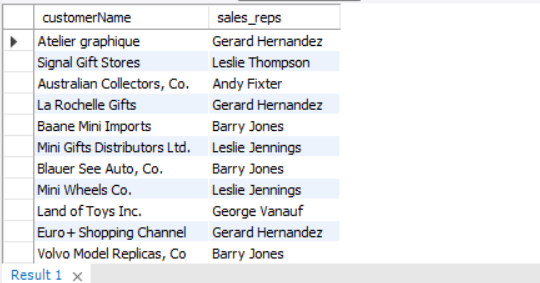 customerName sales_reps
Atelier graphique Gerard Hernandez
Signal Gift Stores Leslie Thompson
Australian Collectors, Co. Andy Fixter
La Rochelle Gifts Gerard Hernandez
Baane Mini Imports Barry Jones
Mini Gifts Distributors Ltd. Leslie Jennings
Blauer See Auto, Co. Barry Jones
Mini Wheels Co. Leslie Jennings
Land of Toys Inc. George Vanauf
Euro+ Shopping Channel Gerard Hernandez
Volvo Model Replicas, Co Barry Jones
Result 1 ×